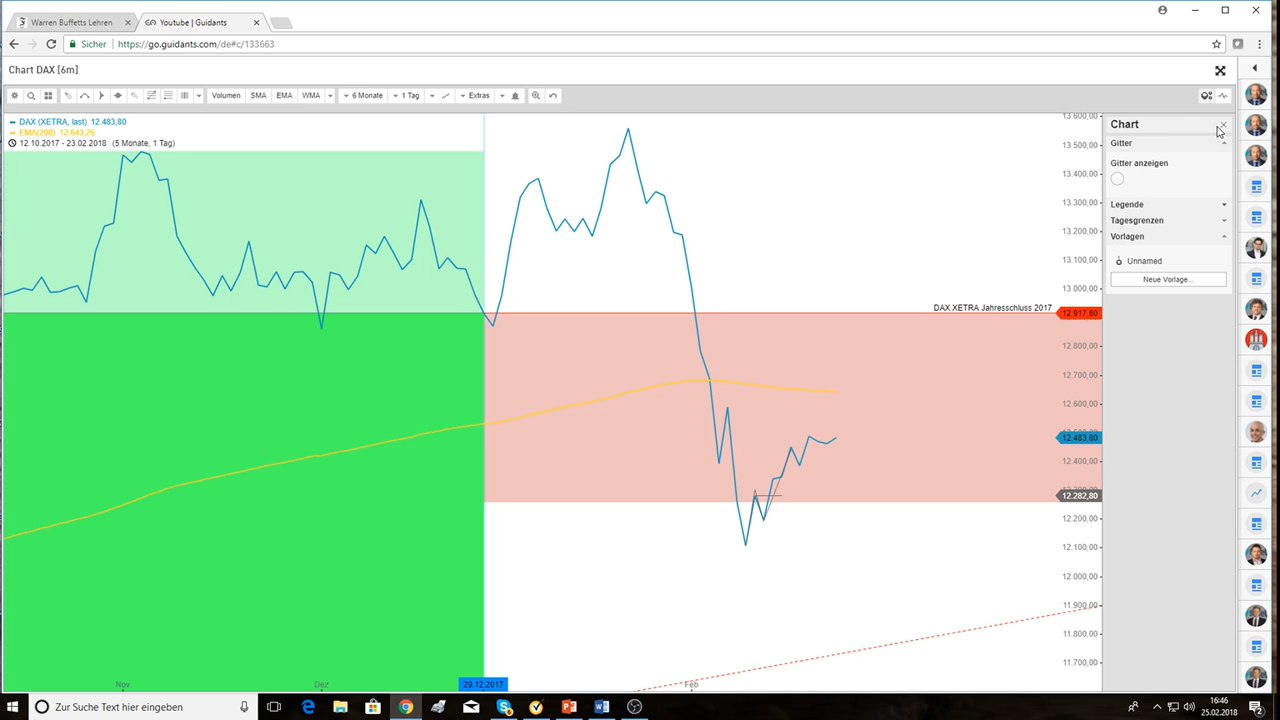 Warren Buffetts Lehren
Youtube | Guidants
Sicher
https://go.guidants.com/de#c/133663
Chart DAX [6m]
Volumen
SMA
EMA
WMA
6 Monate
1 Tag
Extras
DAX (XETRA, last) 12.483,80
EMA(200) 12.643,26
12.10.2017 - 23.02.2018 (5 Monate, 1 Tag)
Chart
Gitter
Gitter anzeigen
Legende
Tagesgrenzen
Vorlagen
Unnamed
Neue Vorlage...
13.600,00
13.500,00
13.400,00
13.300,00
13.200,00
13.100,00
13.000,00
DAX XETRA Jahresschluss 2017
12.917,60
12.800,00
12.700,00
12.600,00
12.483,80
12.400,00
12.282,80
12.200,00
12.100,00
12.000,00
11.900,00
11.800,00
11.700,00
Nov
Dez
29.12.2017
Feb
Zur Suche Text hier eingeben
16:46
25.02.2018
2